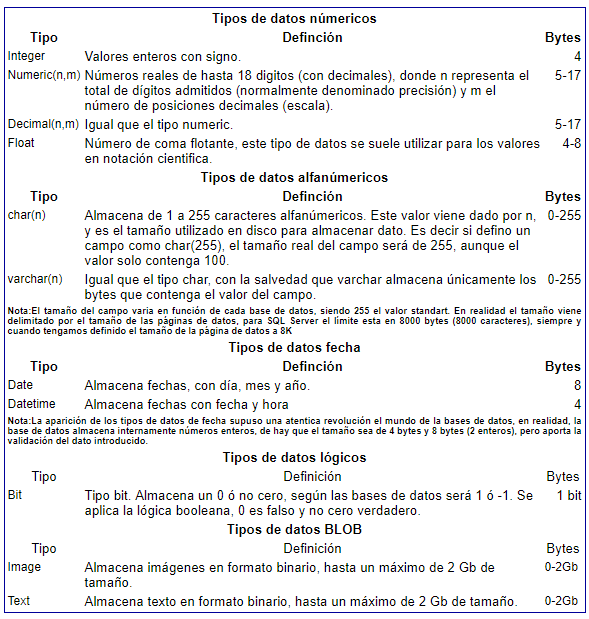 Tipos de datos númericos
Tipo Definción Bytes
Integer Valores enteros con signo. 4
Numeric(n,m) Números reales de hasta 18 digitos (con decimales), donde n representa el 5-17
total de dígitos admitidos (normalmente denominado precisión) y m el
número de posiciones decimales (escala).
Decimal(n,m) Igual que el tipo numeric. 5-17
Float Número de coma flotante, este tipo de datos se suele utilizar para los valores 4-8
en notación cientifica.
Tipos de datos alfanúmericos
Tipo Definción Bytes
char(n) Almacena de 1 a 255 caracteres alfanúmericos. Este valor viene dado por n, 0-255
y es el tamaño utilizado en disco para almacenar dato. Es decir si defino un
campo como char(255), el tamaño real del campo será de 255, aunque el
valor solo contenga 100.
varchar(n) Igual que el tipo char, con la salvedad que varchar almacena únicamente los 0-255
bytes que contenga el valor del campo.
Nota:El tamaño del campo varia en función de cada base de datos, siendo 255 el valor standart. En realidad el tamaño viene
delimitado por el tamaño de las páginas de datos, para SQL Server el límite esta en 8000 bytes (8000 caracteres), siempre y
cuando tengamos definido el tamaño de la página de datos a 8K
Tipos de datos fecha
Tipo Definción Bytes
Date Almacena fechas, con día, mes y año. 8
Datetime Almacena fechas con fecha y hora 4
Nota:La aparición de los tipos de datos de fecha supuso una atentica revolución el mundo de la bases de datos, en realidad, la
base de datos almacena internamente números enteros, de hay que el tamaño sea de 4 bytes y 8 bytes (2 enteros), pero aporta la
validación del dato introducido.
Tipos de datos lógicos
Tipo Definición Bytes
Bit Tipo bit. Almacena un 0 ó no cero, según las bases de datos será 1 ó -1. Se 1 bit
aplica la lógica booleana, 0 es falso y no cero verdadero.
Tipos de datos BLOB
Tipo Definición Bytes
Image Almacena imágenes en formato binario, hasta un máximo de 2 Gb de 0-2Gb
tamaño.
Text Almacena texto en formato binario, hasta un máximo de 2 Gb de tamaño. 0-2Gb